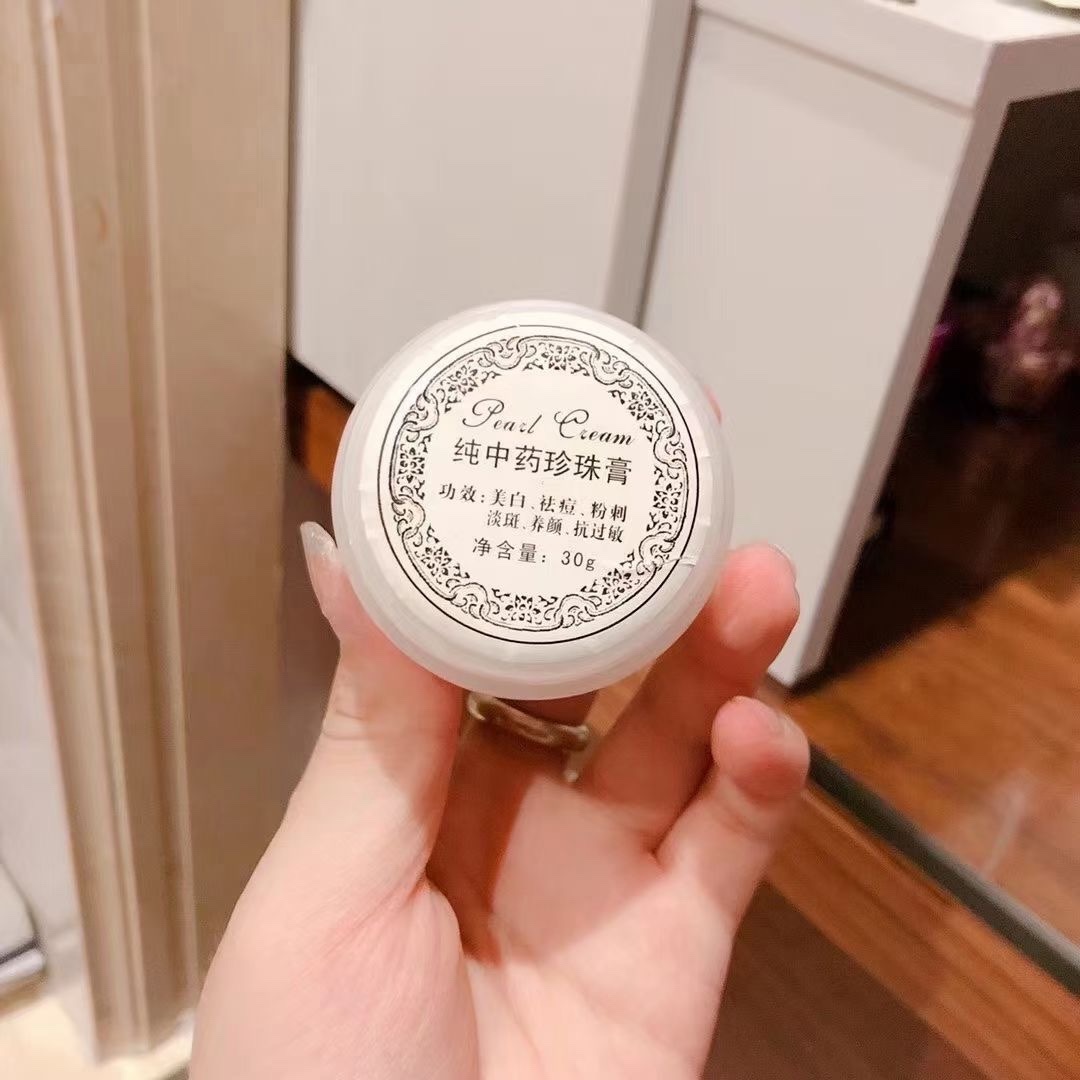 Pearl Cream
纯中药珍珠膏
功效:美白、祛痘、粉刺
淡斑、养颜、抗过敏
净含量：30g